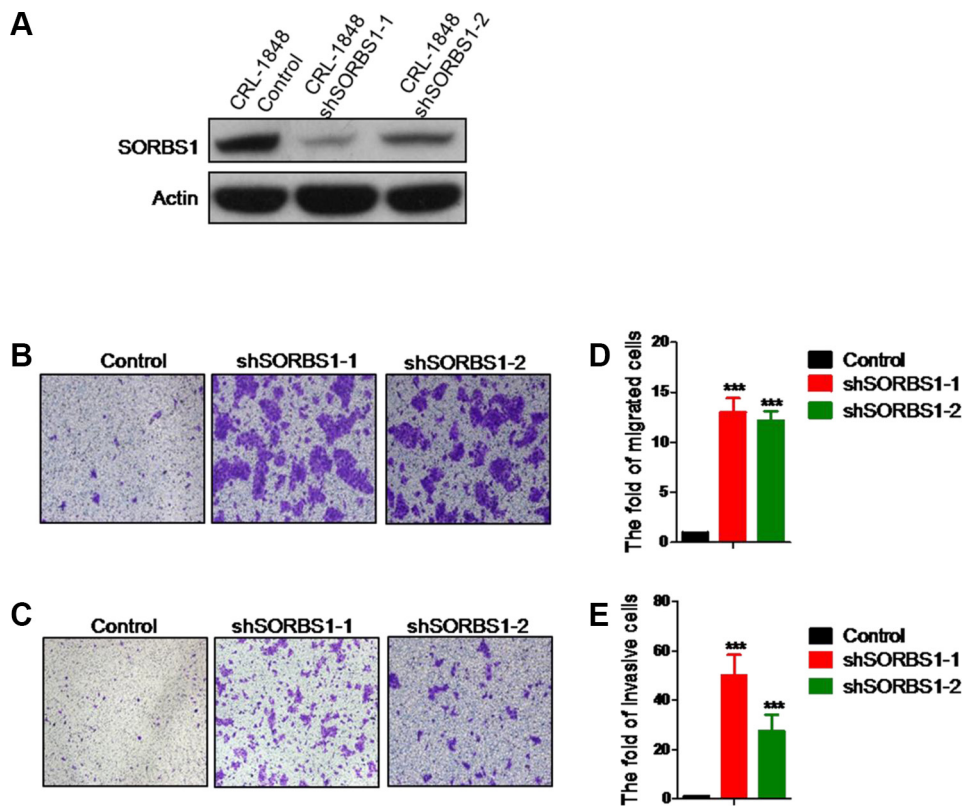 A
CRL-1848
Control
CRL-1848
shSORBS1-1
CRL-1848
shSORBS1-2
SORBS1
Actin
B
Control
shSORBS1-1
shSORBS1-2
D
The fold of migrated cells
20
15
10
5
0
***
***
Control
shSORBS1-1
shSORBS1-2
C
Control
shSORBS1-1
shSORBS1-2
E
The fold of invasive cells
80
60
40
20
0
***
***
Control
shSORBS1-1
shSORBS1-2